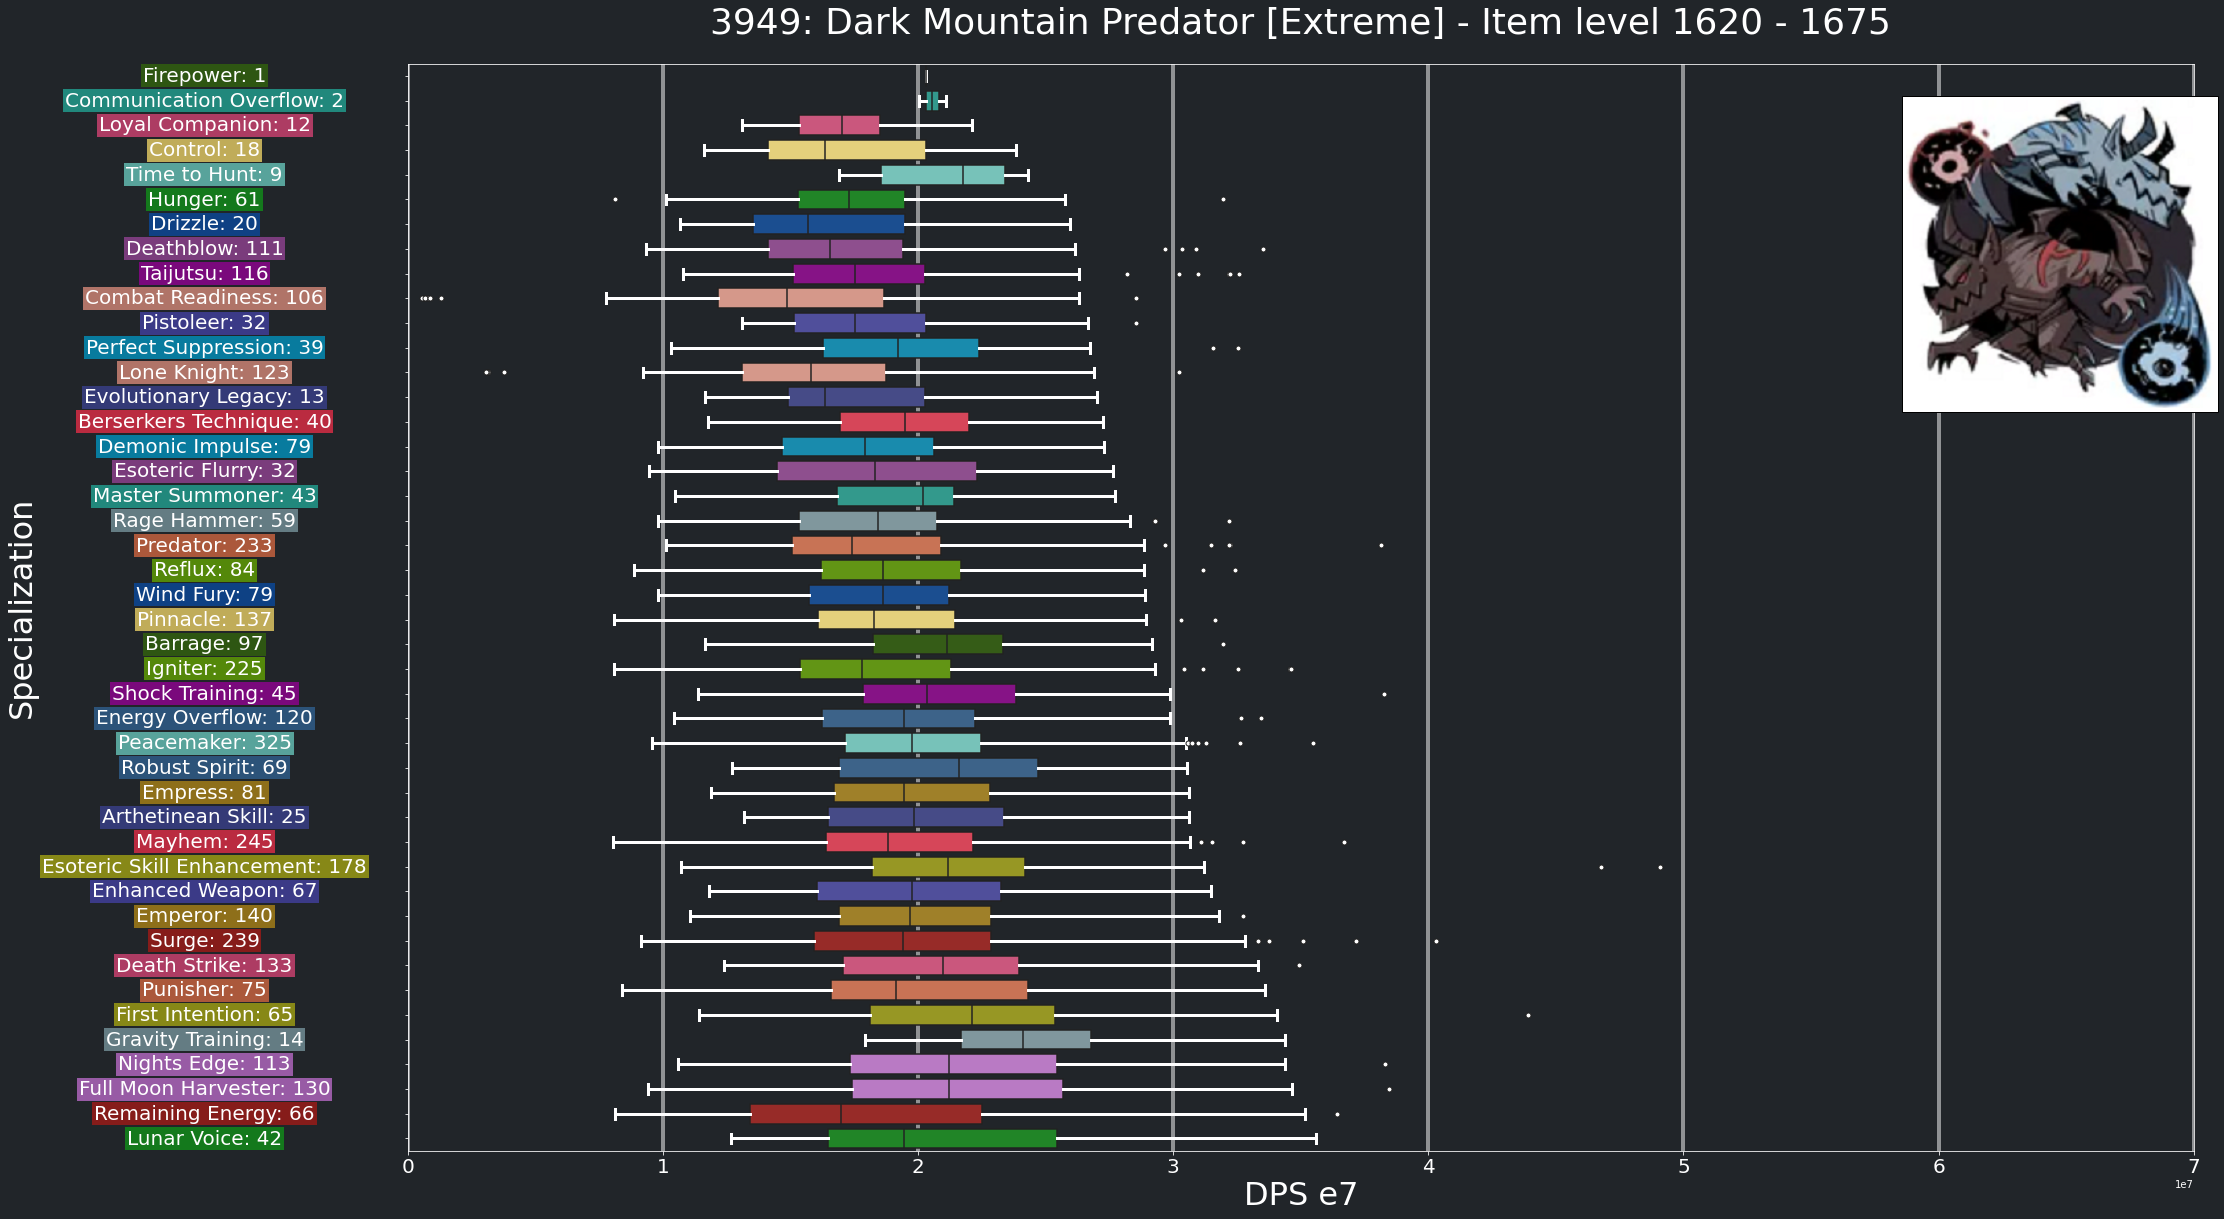 3949: Dark Mountain Predator [Extreme] - Item level 1620 - 1675
Specialization
Firepower: 1
Communication Overflow: 2
Loyal Companion: 12
Control: 18
Time to Hunt: 9
Hunger: 61
Drizzle: 20
Deathblow: 111
Taijutsu: 116
Combat Readiness: 106
Pistoleer: 32
Perfect Suppression: 39
Lone Knight: 123
Evolutionary Legacy: 13
Berserkers Technique: 40
Demonic Impulse: 79
Esoteric Flurry: 32
Master Summoner: 43
Rage Hammer: 59
Predator: 233
Reflux: 84
Wind Fury: 79
Pinnacle: 137
Barrage: 97
Igniter: 225
Shock Training: 45
Energy Overflow: 120
Peacemaker: 325
Robust Spirit: 69
Empress: 81
Arthetinean Skill: 25
Mayhem: 245
Esoteric Skill Enhancement: 178
Enhanced Weapon: 67
Emperor: 140
Surge: 239
Death Strike: 133
Punisher: 75
First Intention: 65
Gravity Training: 14
Nights Edge: 113
Full Moon Harvester: 130
Remaining Energy: 66
Lunar Voice: 42
0 1 2 3 4 5 6 7
1e7
DPS e7